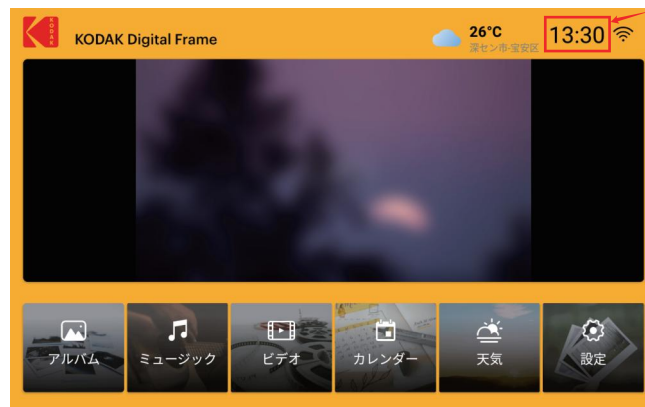 KODAK
KODAK Digital Frame
26°C
深セン市-宝安区
13:30
アルバム
ミュージック
ビデオ
カレンダー
天気
設定